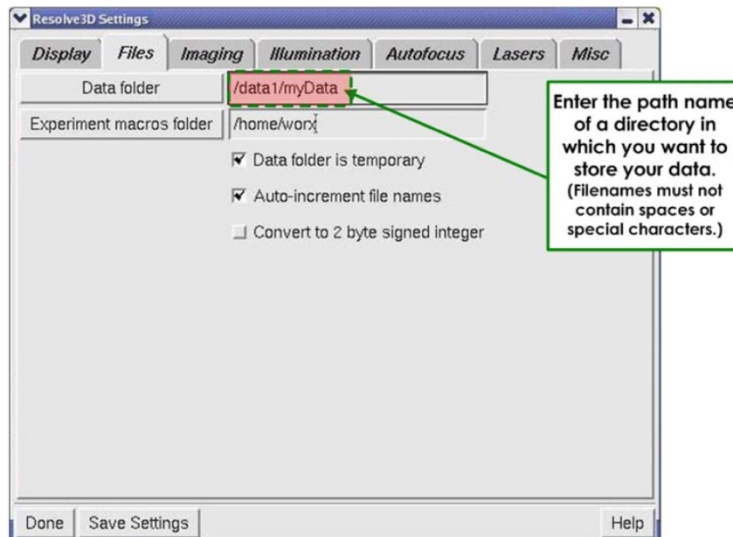 Resolve3D Settings
Display Files Imaging Illumination Autofocus Lasers Misc
Data folder /data1/myData
Experiment macros folder /home/worx
Data folder is temporary
Auto-increment file names
Convert to 2 byte signed integer
Enter the path name
of a directory in
which you want to
store your data.
(Filenames must not
contain spaces or
special characters.)
Done Save Settings Help